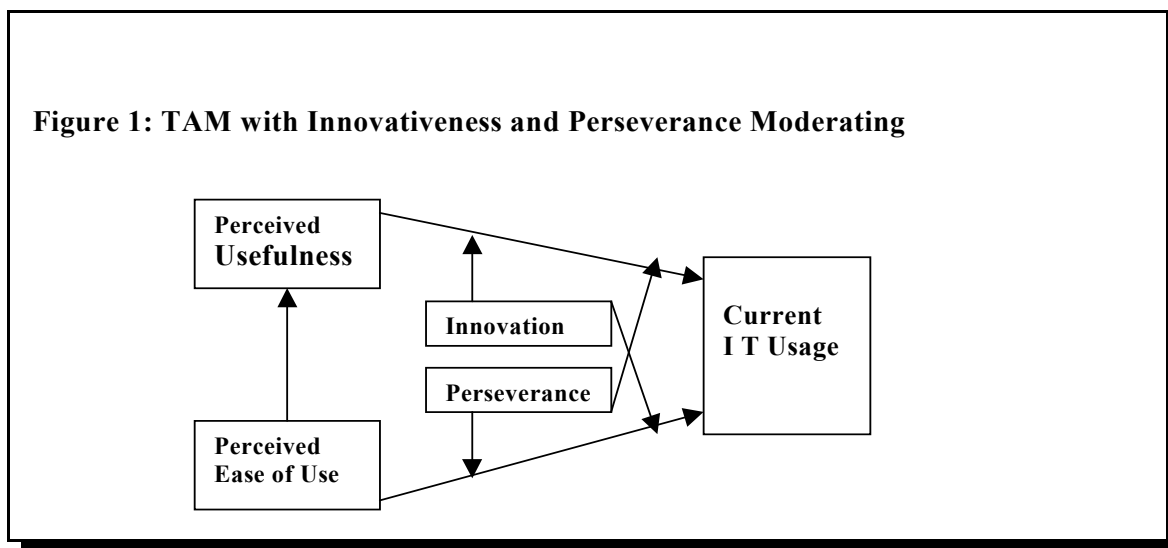 Figure 1: TAM with Innovativeness and Perseverance Moderating
Perceived
Usefulness
Innovation
Perseverance
Current
I T Usage
Perceived
Ease of Use